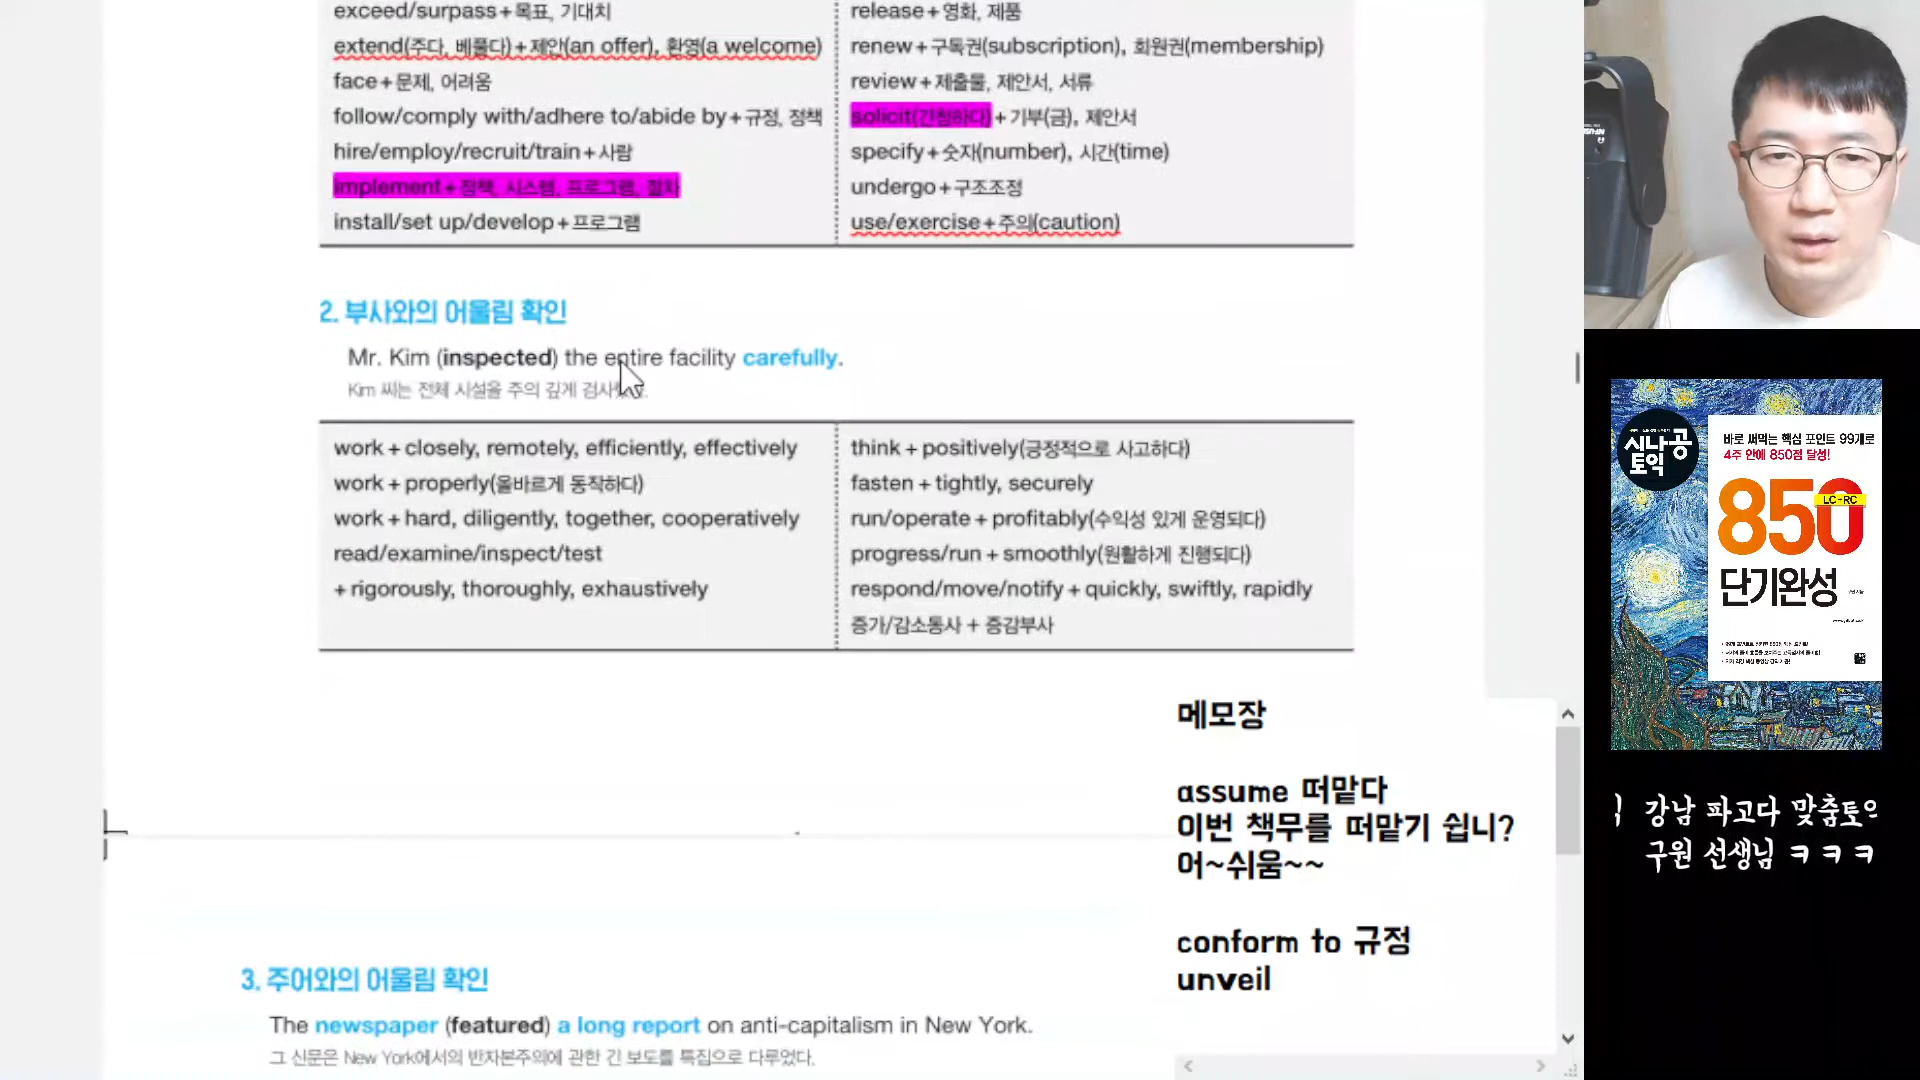 exceed/surpass+목표, 기대치
extend(주다, 베풀다)+제안(an offer), 환영(a welcome)
face+문제, 어려움
follow/comply with/adhere to/abide by+규정, 정책
hire/employ/recruit/train+사람
implement+정책, 시스템, 프로그램, 절차
install/set up/develop+프로그램
release+영화, 제품
renew+구독권(subscription), 회원권(membership)
review+제출물, 제안서, 서류
solicit(간청하다)+기부(금), 제안서
specify+숫자(number), 시간(time)
undergo+구조조정
use/exercise+주의(caution)
2. 부사와의 어울림 확인
Mr. Kim (inspected) the entire facility carefully.
Kim 씨는 전체 시설을 주의 깊게
work + closely, remotely, efficiently, effectively
work + properly(올바르게 동작하다)
work + hard, diligently, together, cooperatively
read/examine/inspect/test
+ rigorously, thoroughly, exhaustively
think + positively(긍정적으로 사고하다)
fasten + tightly, securely
run/operate + profitably(수익성 있게 운영되다)
progress/run + smoothly(원활하게 진행되다)
respond/move/notify + quickly, swiftly, rapidly
증가/감소동사 + 증감부사
3. 주어와의 어울림 확인
The newspaper (featured) a long report on anti-capitalism in New York.
그 신문은 New York에서의 반자본주의에 관한 긴 보도를 특집으로 다루었다.
메모장
assume 떠맡다
이번 책무를 떠맡기 쉽니?
어~쉬움~~
conform to 규정
unveil
시나공
토익
바로 써먹는 핵심 포인트 99개로
4주 안에 850점 달성!
850
LC+RC
단기완성
강남 파고다 맞춤토익
구원 선생님 ㅋㅋㅋ